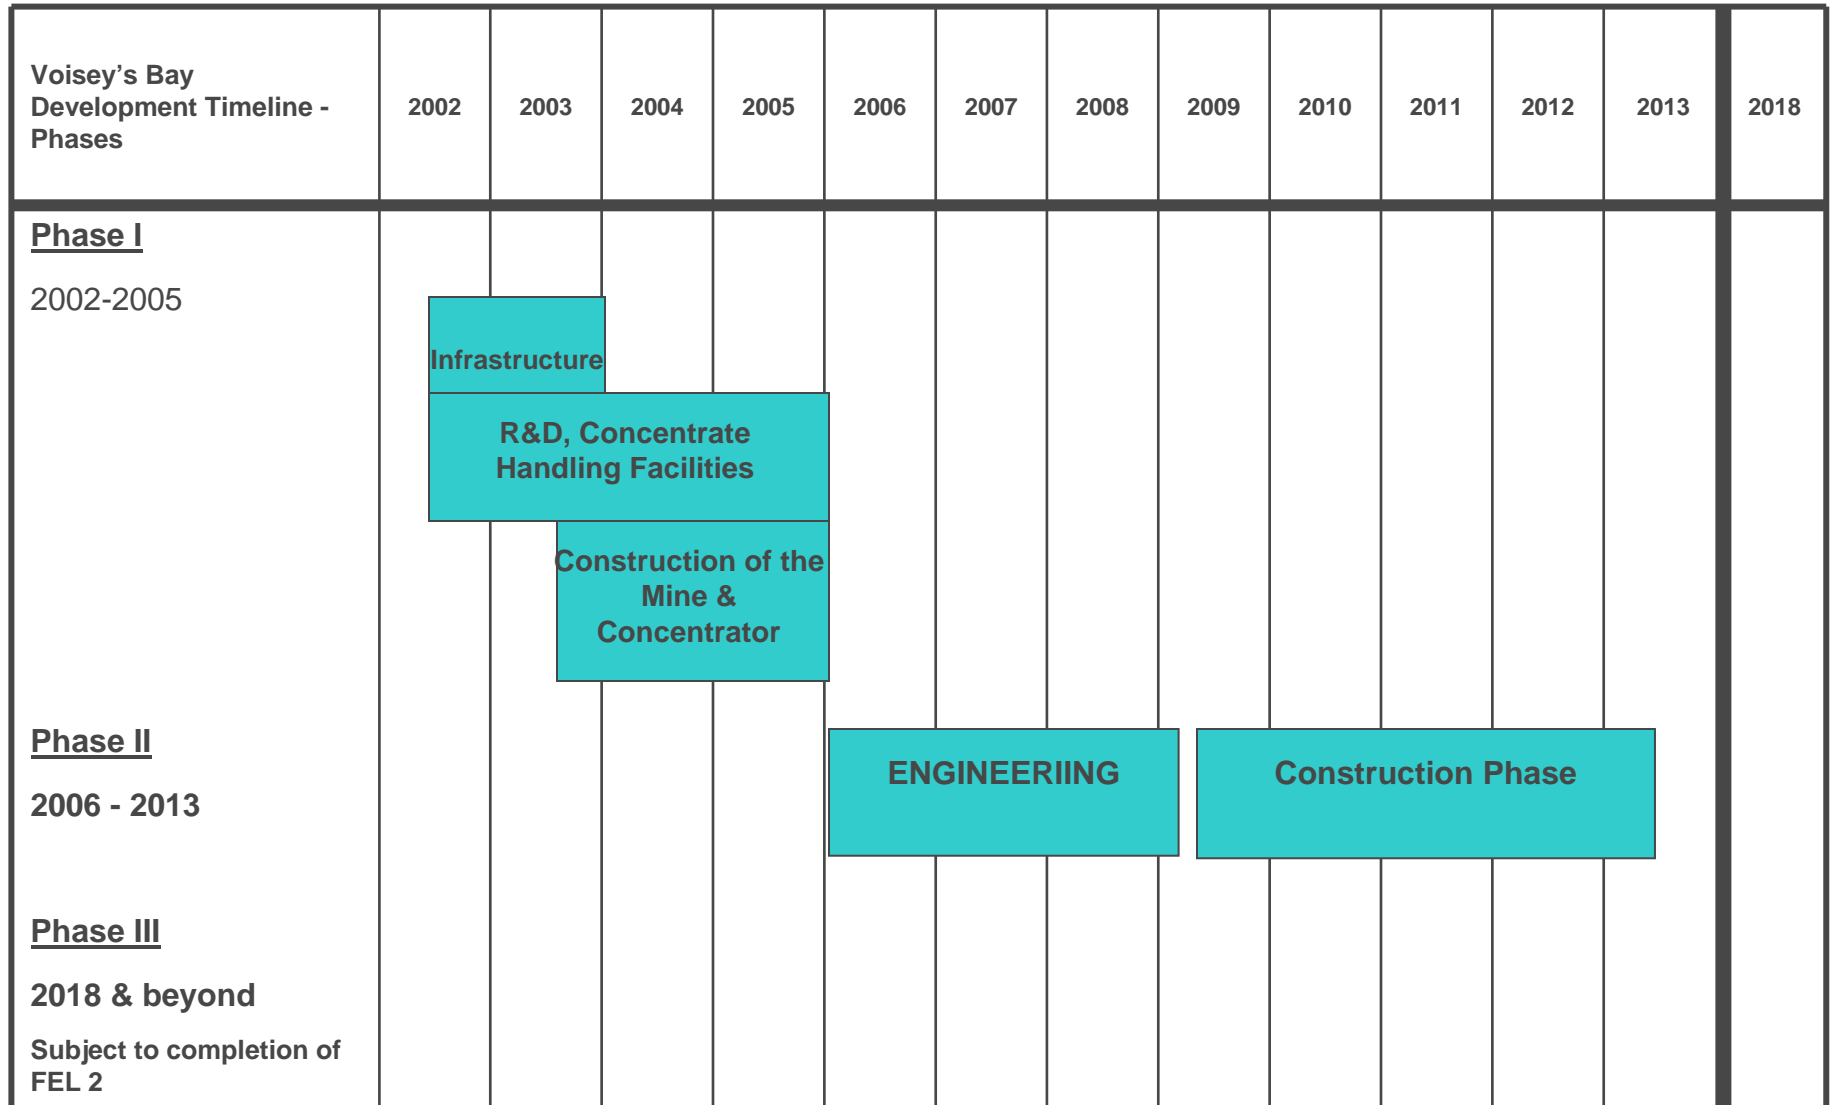 Voisey’s Bay
Development Timeline -
Phases
2002
2003
2004
2005
2006
2007
2008
2009
2010
2011
2012
2013
2018
Phase I
2002-2005
Infrastructure
R&D, Concentrate
Handling Facilities
Construction of the
Mine &
Concentrator
Phase II
2006 - 2013
ENGINEERIING
Construction Phase
Phase III
2018 & beyond
Subject to completion of
FEL 2